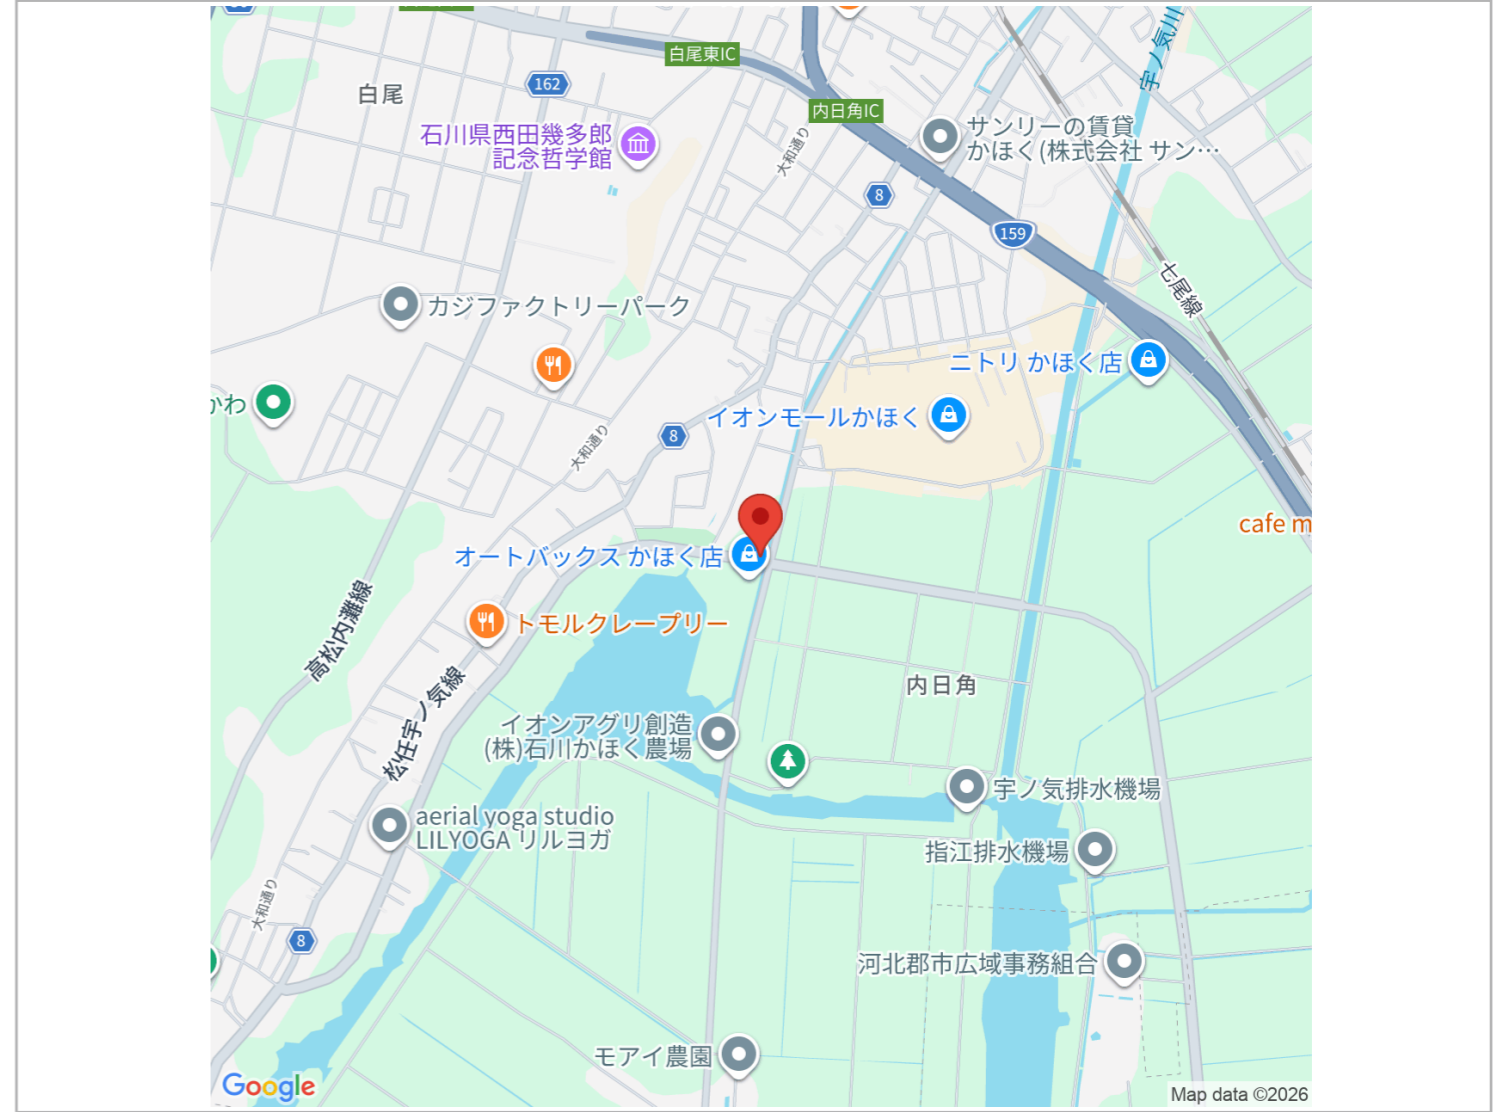 白尾東IC
白尾
162
内日角IC
石川県西田幾多郎
記念哲学館
サンリーの賃貸
かほく(株式会社 サン…
宇ノ気川
大和通り
8
159
七尾線
カジファクトリーパーク
ニトリ かほく店
かわ
イオンモールかほく
8
大和通り
cafe m
オートバックス かほく店
トモルクレープリー
高松内灘線
内日角
松任宇ノ気線
イオンアグリ創造
(株)石川かほく農場
宇ノ気排水機場
aerial yoga studio
LILYOGA リルヨガ
指江排水機場
大和通り
8
河北郡市広域事務組合
モアイ農園
Google
Map data ©2026